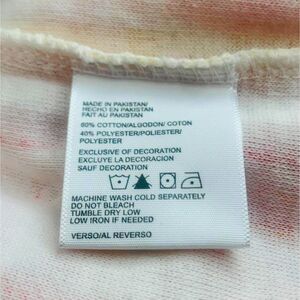 MADE IN PAKISTAN/
HECHO EN PAKISTAN/
FAIT AU PAKISTAN
60% COTTON/ALGODON/ COTON
40% POLYESTER/POLIESTER/
POLYESTER
EXCLUSIVE OF DECORATION
EXCLUYE LA DECORACION
SAUF DECORATION
MACHINE WASH COLD SEPARATELY
DO NOT BLEACH
TUMBLE DRY LOW
LOW IRON IF NEEDED
VERSO/AL REVERSO